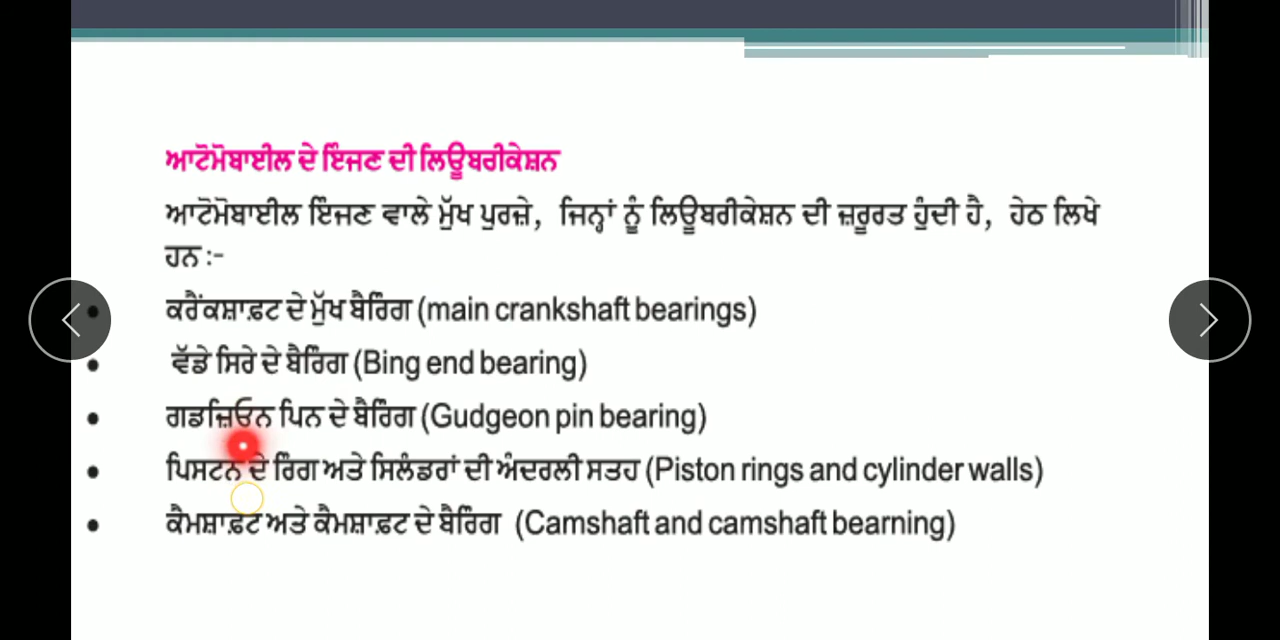 ਆਟੋਮੋਬਾਈਲ ਦੇ ਇੰਜਣ ਦੀ ਲਿਊਬਰੀਕੇਸ਼ਨ
ਆਟੋਮੋਬਾਈਲ ਇੰਜਣ ਵਾਲੇ ਮੁੱਖ ਪੁਰਜ਼ੇ, ਜਿਨ੍ਹਾਂ ਨੂੰ ਲਿਊਬਰੀਕੇਸ਼ਨ ਦੀ ਜ਼ਰੂਰਤ ਹੁੰਦੀ ਹੈ, ਹੇਠ ਲਿਖੇ
ਹਨ :-
• ਕਰੈਂਕਸ਼ਾਫ਼ਟ ਦੇ ਮੁੱਖ ਬੈਰਿੰਗ (main crankshaft bearings)
• ਵੱਡੇ ਸਿਰੇ ਦੇ ਬੈਰਿੰਗ (Bing end bearing)
• ਗਡਜ਼ਿਓਨ ਪਿਨ ਦੇ ਬੈਰਿੰਗ (Gudgeon pin bearing)
• ਪਿਸਟਨ ਦੇ ਰਿੰਗ ਅਤੇ ਸਿਲੰਡਰਾਂ ਦੀ ਅੰਦਰਲੀ ਸਤਹ (Piston rings and cylinder walls)
• ਕੈਮਸ਼ਾਫ਼ਟ ਅਤੇ ਕੈਮਸ਼ਾਫ਼ਟ ਦੇ ਬੈਰਿੰਗ (Camshaft and camshaft bearning)